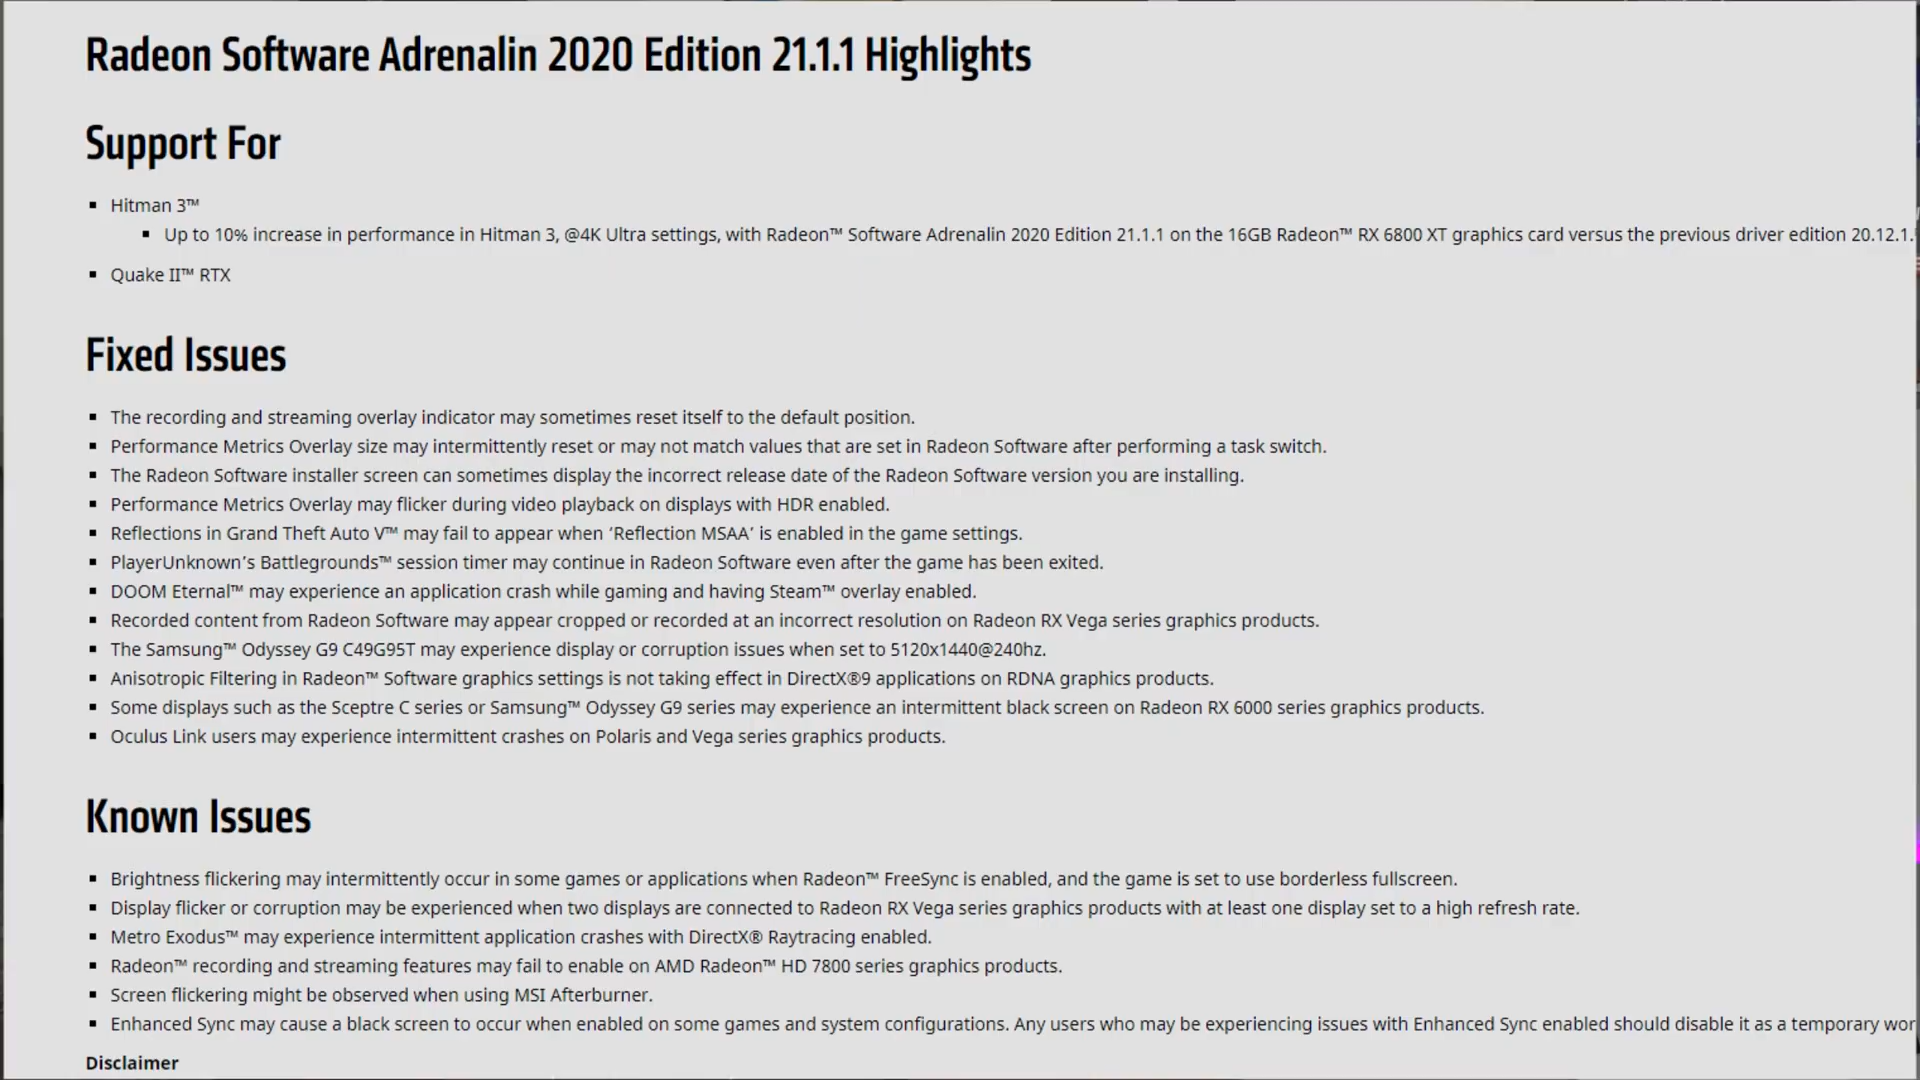 Radeon Software Adrenalin 2020 Edition 21.1.1 Highlights
Support For
▪ Hitman 3™
▪ Up to 10% increase in performance in Hitman 3, @4K Ultra settings, with Radeon™ Software Adrenalin 2020 Edition 21.1.1 on the 16GB Radeon™ RX 6800 XT graphics card versus the previous driver edition 20.12.1.
▪ Quake II™ RTX
Fixed Issues
▪ The recording and streaming overlay indicator may sometimes reset itself to the default position.
▪ Performance Metrics Overlay size may intermittently reset or may not match values that are set in Radeon Software after performing a task switch.
▪ The Radeon Software installer screen can sometimes display the incorrect release date of the Radeon Software version you are installing.
▪ Performance Metrics Overlay may flicker during video playback on displays with HDR enabled.
▪ Reflections in Grand Theft Auto V™ may fail to appear when ‘Reflection MSAA’ is enabled in the game settings.
▪ PlayerUnknown’s Battlegrounds™ session timer may continue in Radeon Software even after the game has been exited.
▪ DOOM Eternal™ may experience an application crash while gaming and having Steam™ overlay enabled.
▪ Recorded content from Radeon Software may appear cropped or recorded at an incorrect resolution on Radeon RX Vega series graphics products.
▪ The Samsung™ Odyssey G9 C49G95T may experience display or corruption issues when set to 5120x1440@240hz.
▪ Anisotropic Filtering in Radeon™ Software graphics settings is not taking effect in DirectX®9 applications on RDNA graphics products.
▪ Some displays such as the Sceptre C series or Samsung™ Odyssey G9 series may experience an intermittent black screen on Radeon RX 6000 series graphics products.
▪ Oculus Link users may experience intermittent crashes on Polaris and Vega series graphics products.
Known Issues
▪ Brightness flickering may intermittently occur in some games or applications when Radeon™ FreeSync is enabled, and the game is set to use borderless fullscreen.
▪ Display flicker or corruption may be experienced when two displays are connected to Radeon RX Vega series graphics products with at least one display set to a high refresh rate.
▪ Metro Exodus™ may experience intermittent application crashes with DirectX® Raytracing enabled.
▪ Radeon™ recording and streaming features may fail to enable on AMD Radeon™ HD 7800 series graphics products.
▪ Screen flickering might be observed when using MSI Afterburner.
▪ Enhanced Sync may cause a black screen to occur when enabled on some games and system configurations. Any users who may be experiencing issues with Enhanced Sync enabled should disable it as a temporary wor
Disclaimer